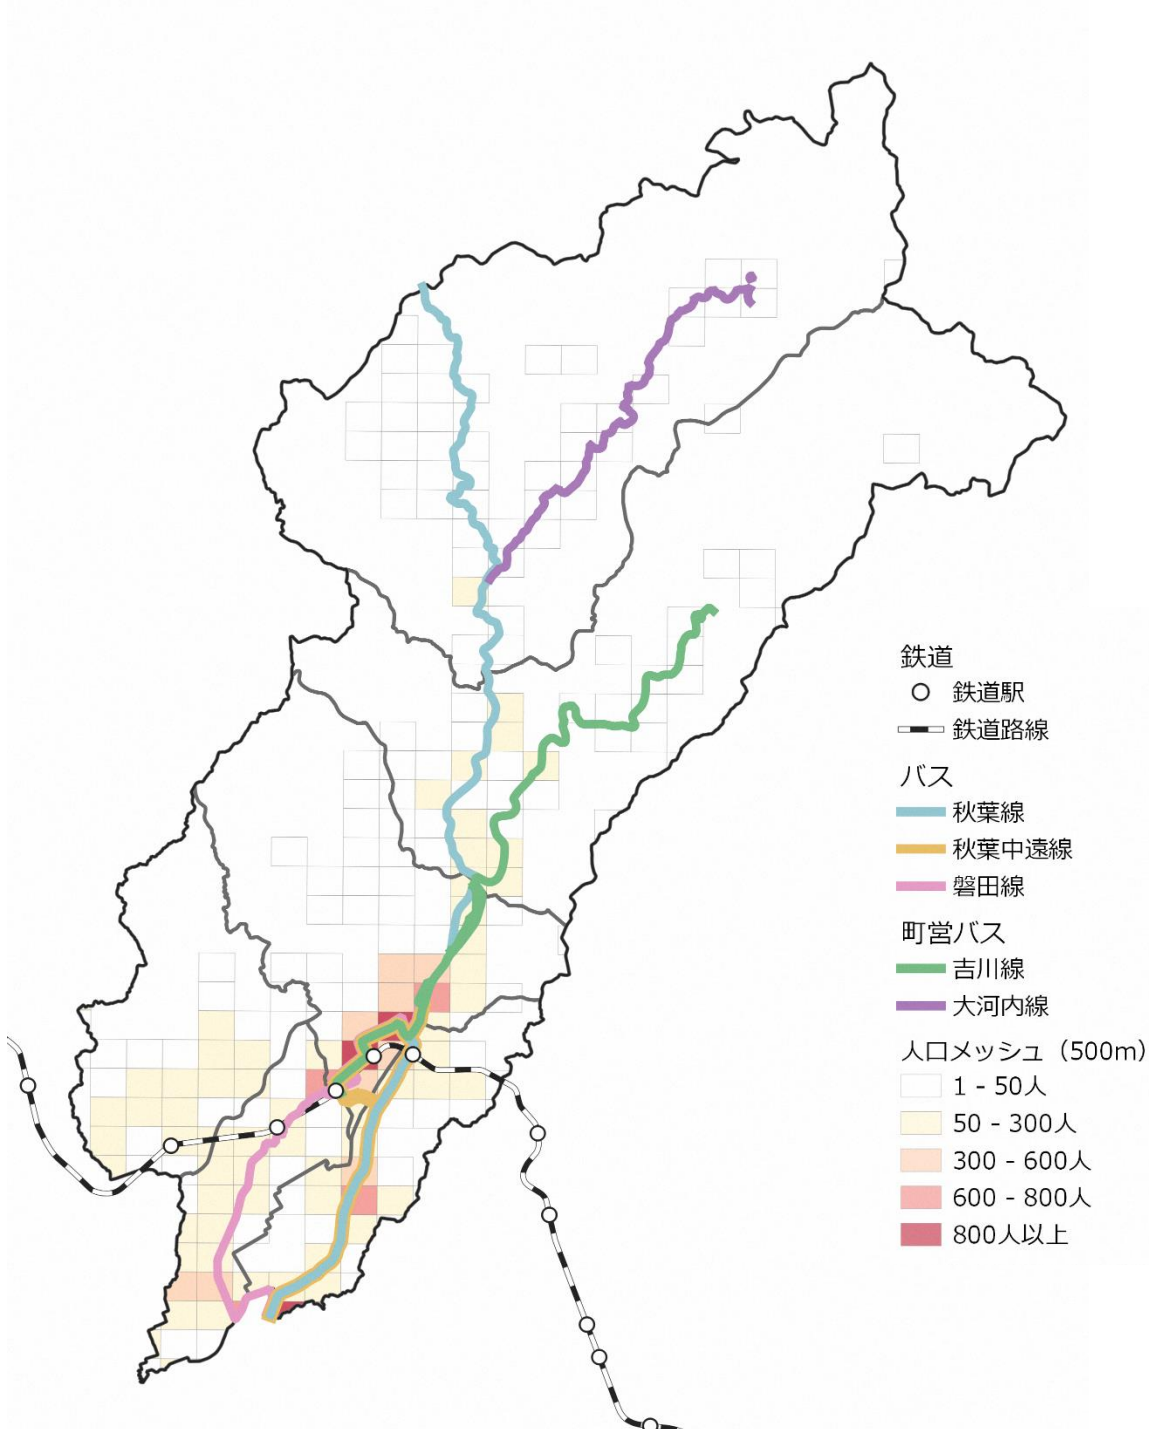 鉄道
鉄道駅
鉄道路線
バス
秋葉線
秋葉中遠線
磐田線
町営バス
吉川線
大河内線
人口メッシュ（500m）
1 - 50人
50 - 300人
300 - 600人
600 - 800人
800人以上